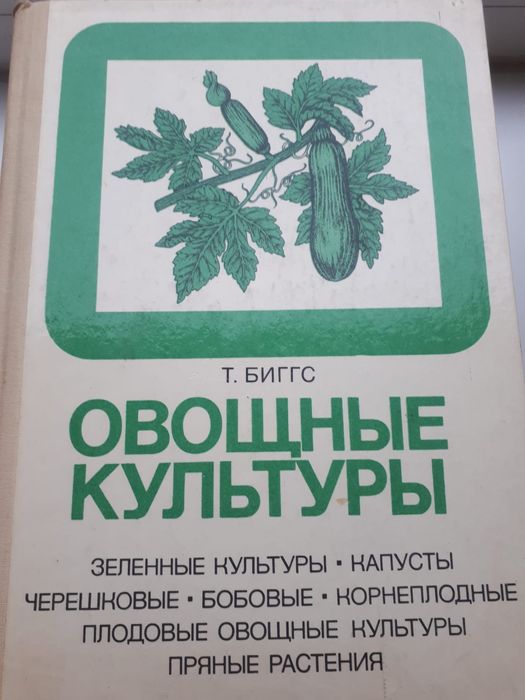 Т. БИГГС
ОВОЩНЫЕ
КУЛЬТУРЫ
ЗЕЛЕННЫЕ КУЛЬТУРЫ · КАПУСТЫ
ЧЕРЕШКОВЫЕ · БОБОВЫЕ · КОРНЕПЛОДНЫЕ
ПЛОДОВЫЕ ОВОЩНЫЕ КУЛЬТУРЫ
ПРЯНЫЕ РАСТЕНИЯ